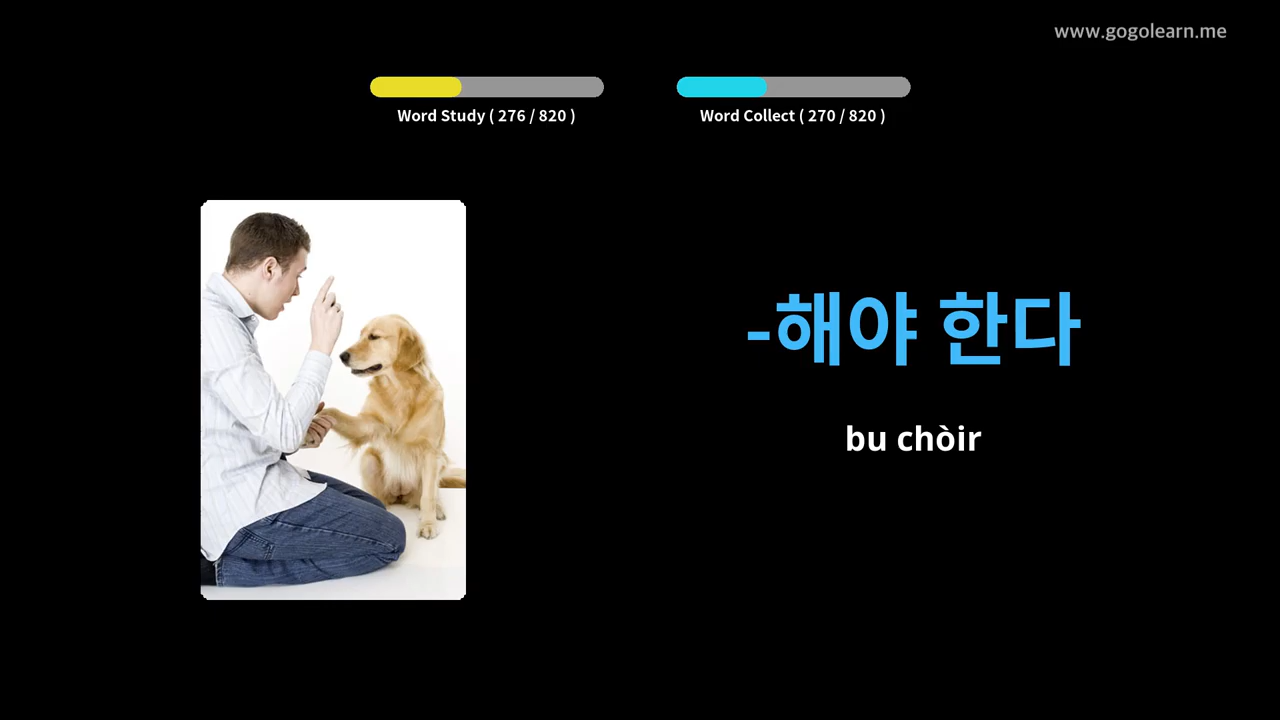 www.gogolearn.me
Word Study ( 276 / 820 )
Word Collect ( 270 / 820 )
-해야 한다
bu chòir